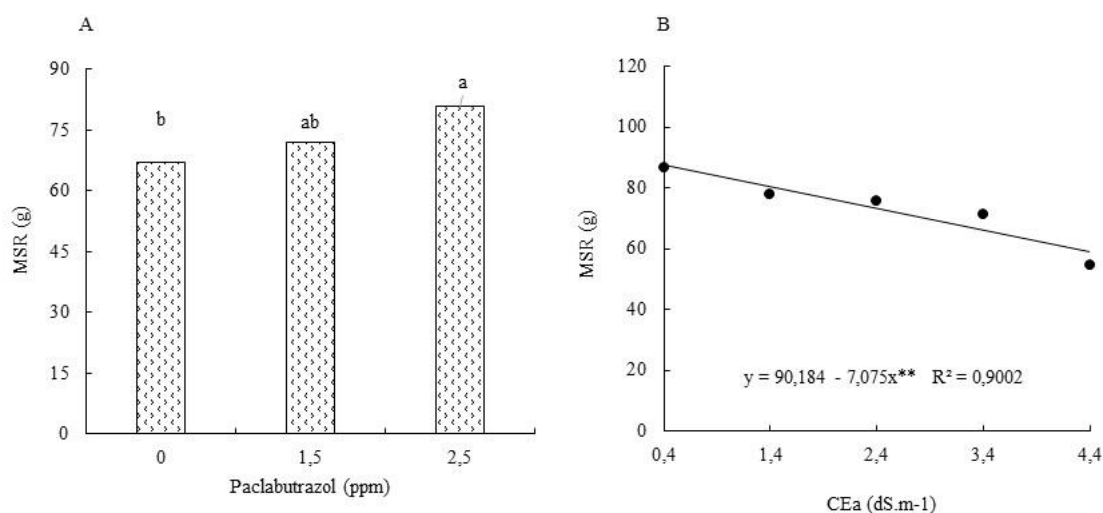 A
MSR (g)
90
75
60
45
30
15
0
b
ab
a
0
1,5
2,5
Paclabutrazol (ppm)
B
MSR (g)
120
100
80
60
40
20
0
y = 90,184 - 7,075x** R² = 0,9002
0,4
1,4
2,4
3,4
4,4
CEa (dS.m-1)